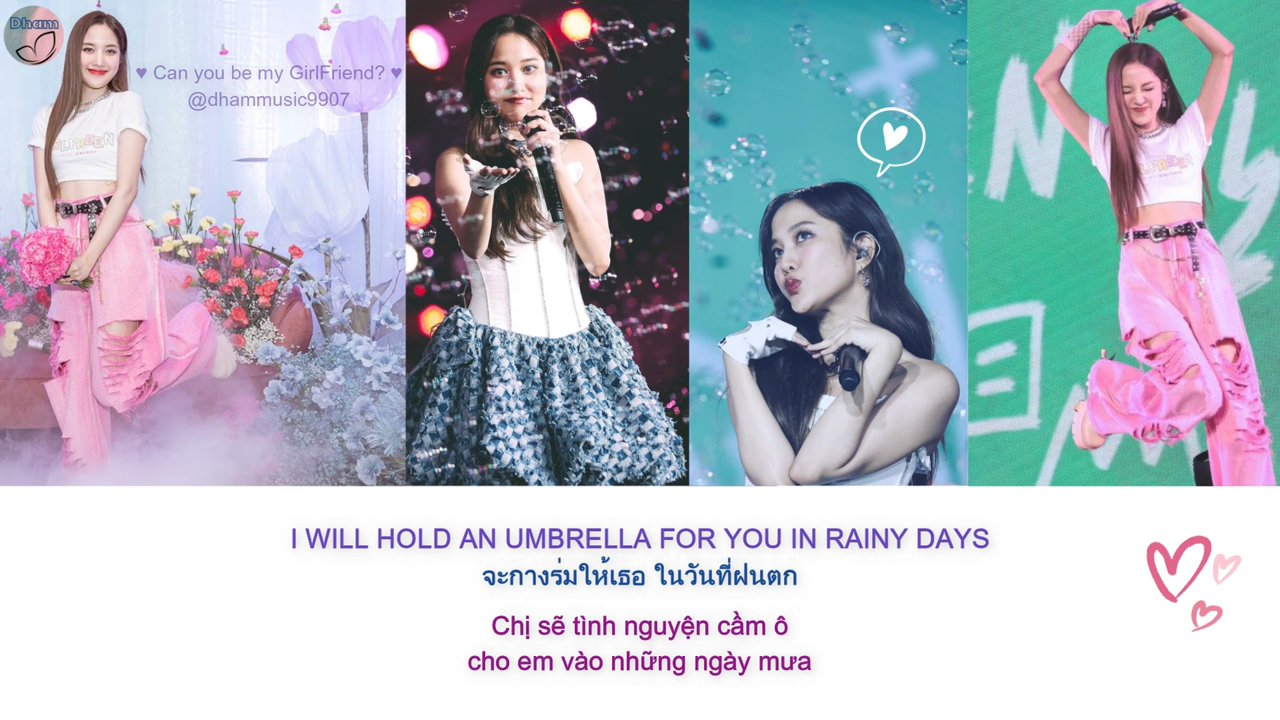 Dham
♥ Can you be my GirlFriend? ♥
@dhammusic9907
I WILL HOLD AN UMBRELLA FOR YOU IN RAINY DAYS
จะกางร่มให้เธอ ในวันที่ฝนตก
Chị sẽ tình nguyện cầm ô
cho em vào những ngày mưa